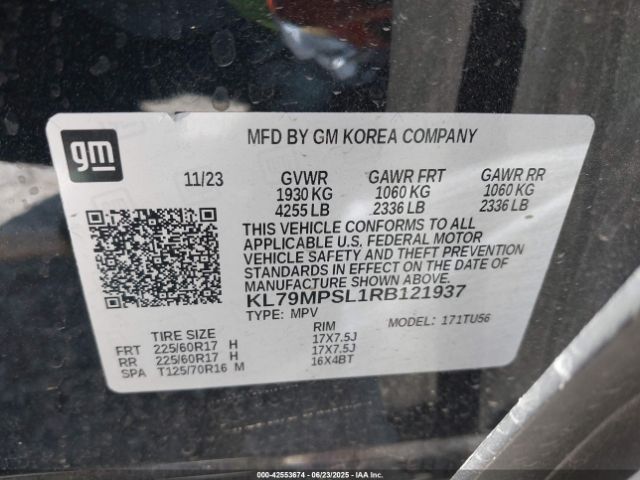 gm
MFD BY GM KOREA COMPANY
11/23 GVWR GAWR FRT GAWR RR
1930 KG 1060 KG 1060 KG
4255 LB 2336 LB 2336 LB
THIS VEHICLE CONFORMS TO ALL
APPLICABLE U.S. FEDERAL MOTOR
VEHICLE SAFETY AND THEFT PREVENTION
STANDARDS IN EFFECT ON THE DATE OF
MANUFACTURE SHOWN ABOVE.
KL79MPSL1RB121937
TYPE: MPV MODEL: 171TU56
TIRE SIZE RIM
FRT 225/60R17 H 17X7.5J
RR 225/60R17 H 17X7.5J
SPA T125/70R16 M 16X4BT
000-42553674 - 06/23/2025 - IAA Inc.